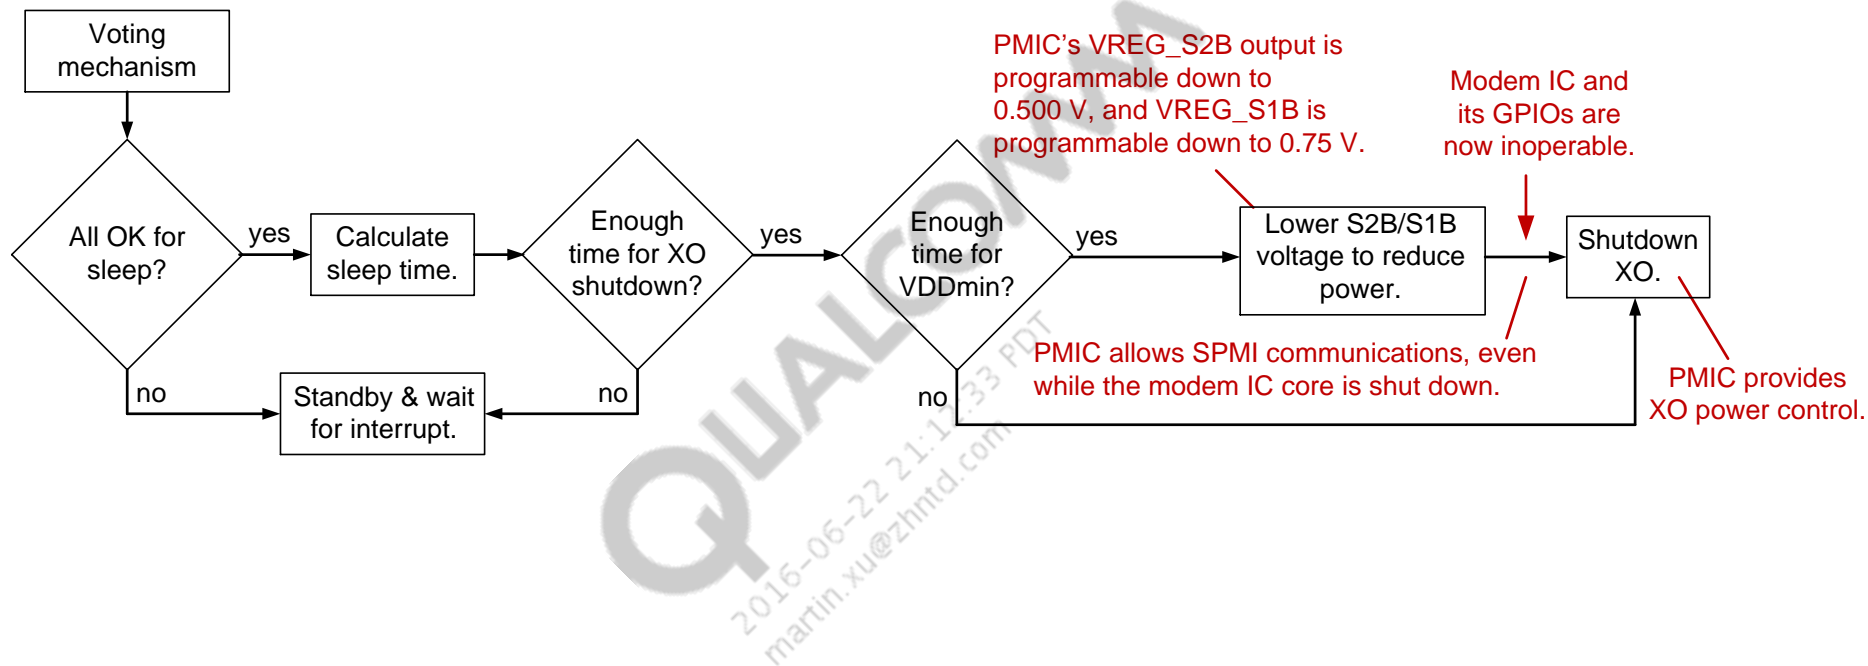 Voting
mechanism
All OK for
sleep?
yes
no
Calculate
sleep time.
Standby & wait
for interrupt.
Enough
time for XO
shutdown?
yes
no
Enough
time for
VDDmin?
yes
no
PMIC's VREG_S2B output is
programmable down to
0.500 V, and VREG_S1B is
programmable down to 0.75 V.
Lower S2B/S1B
voltage to reduce
power.
Modem IC and
its GPIOs are
now inoperable.
PMIC allows SPMI communications, even
while the modem IC core is shut down.
Shutdown
XO.
PMIC provides
XO power control.
QUALCOMM
2016-06-22 21:12:33 PDT
martin.xu@zhntd.com